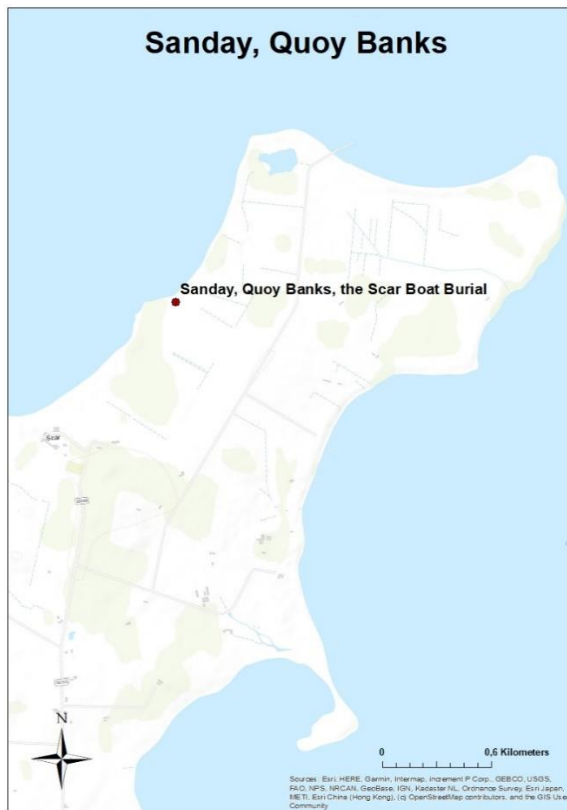 Sanday, Quoy Banks
Sanday, Quoy Banks, the Scar Boat Burial
Scar
N
0
0,6 Kilometers
Sources: Esri, HERE, Garmin, Intermap, increment P Corp., GEBCO, USGS,
FAO, NPS, NRCAN, GeoBase, IGN, Kadaster NL, Ordnance Survey, Esri Japan,
METI, Esri China (Hong Kong), (c) OpenStreetMap contributors, and the GIS Use
Community